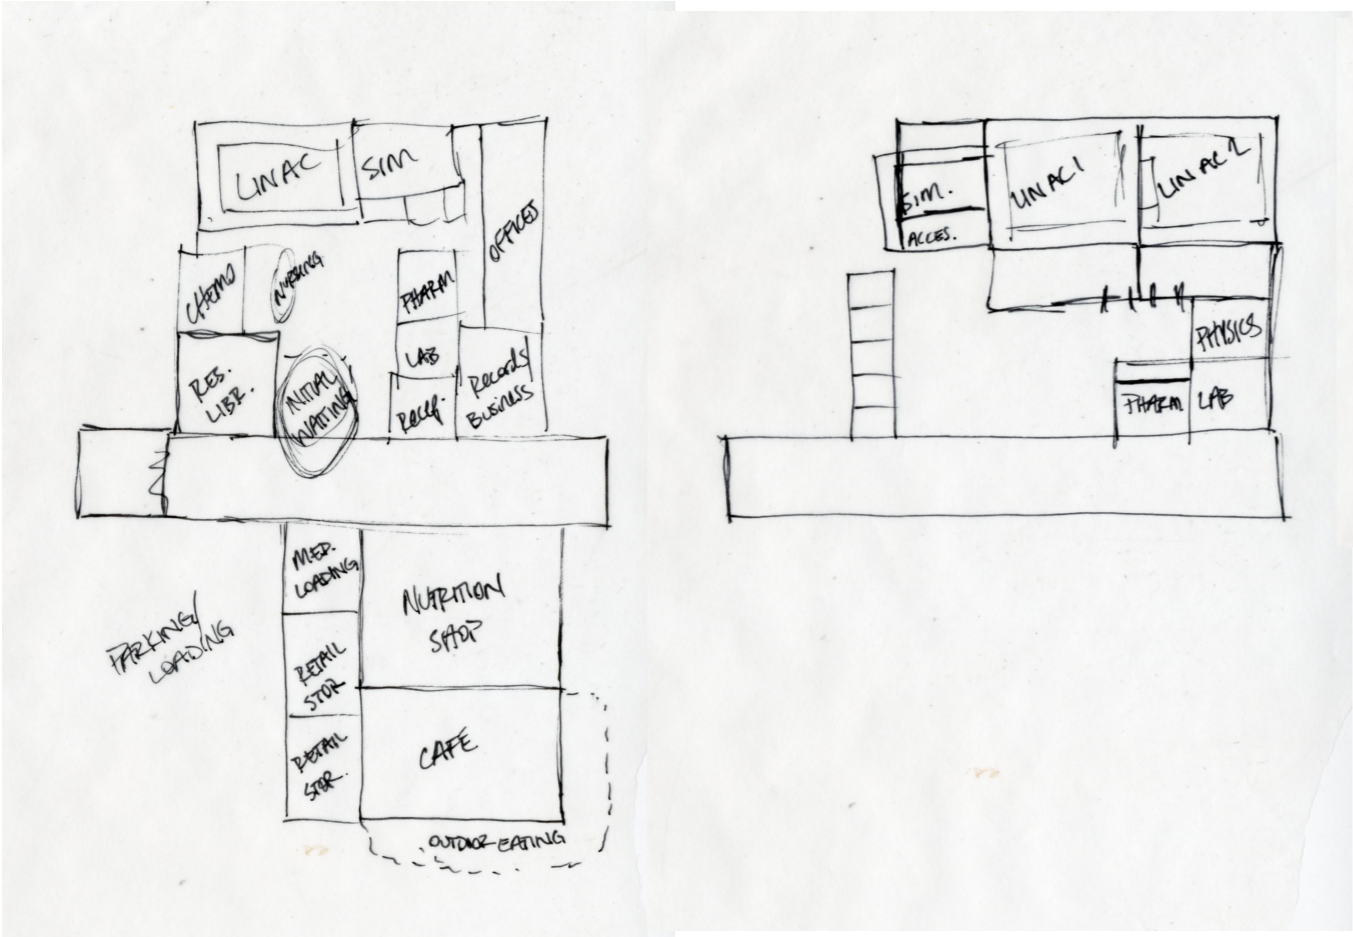 LINAC
SIM
OFFICES
CHEMO
NURSING
PHARM
LAB
RES.
LIBR.
INITIAL
WAITING
Recep.
Records/
Business
MED.
LOADING
NUTRITION
SHOP
PARKING/
LOADING
RETAIL
STOR.
CAFE
RETAIL
STOR.
OUTDOOR EATING
SIM.
ACCES.
LINAC 1
LINAC 2
PHYSICS
PHARM
LAB